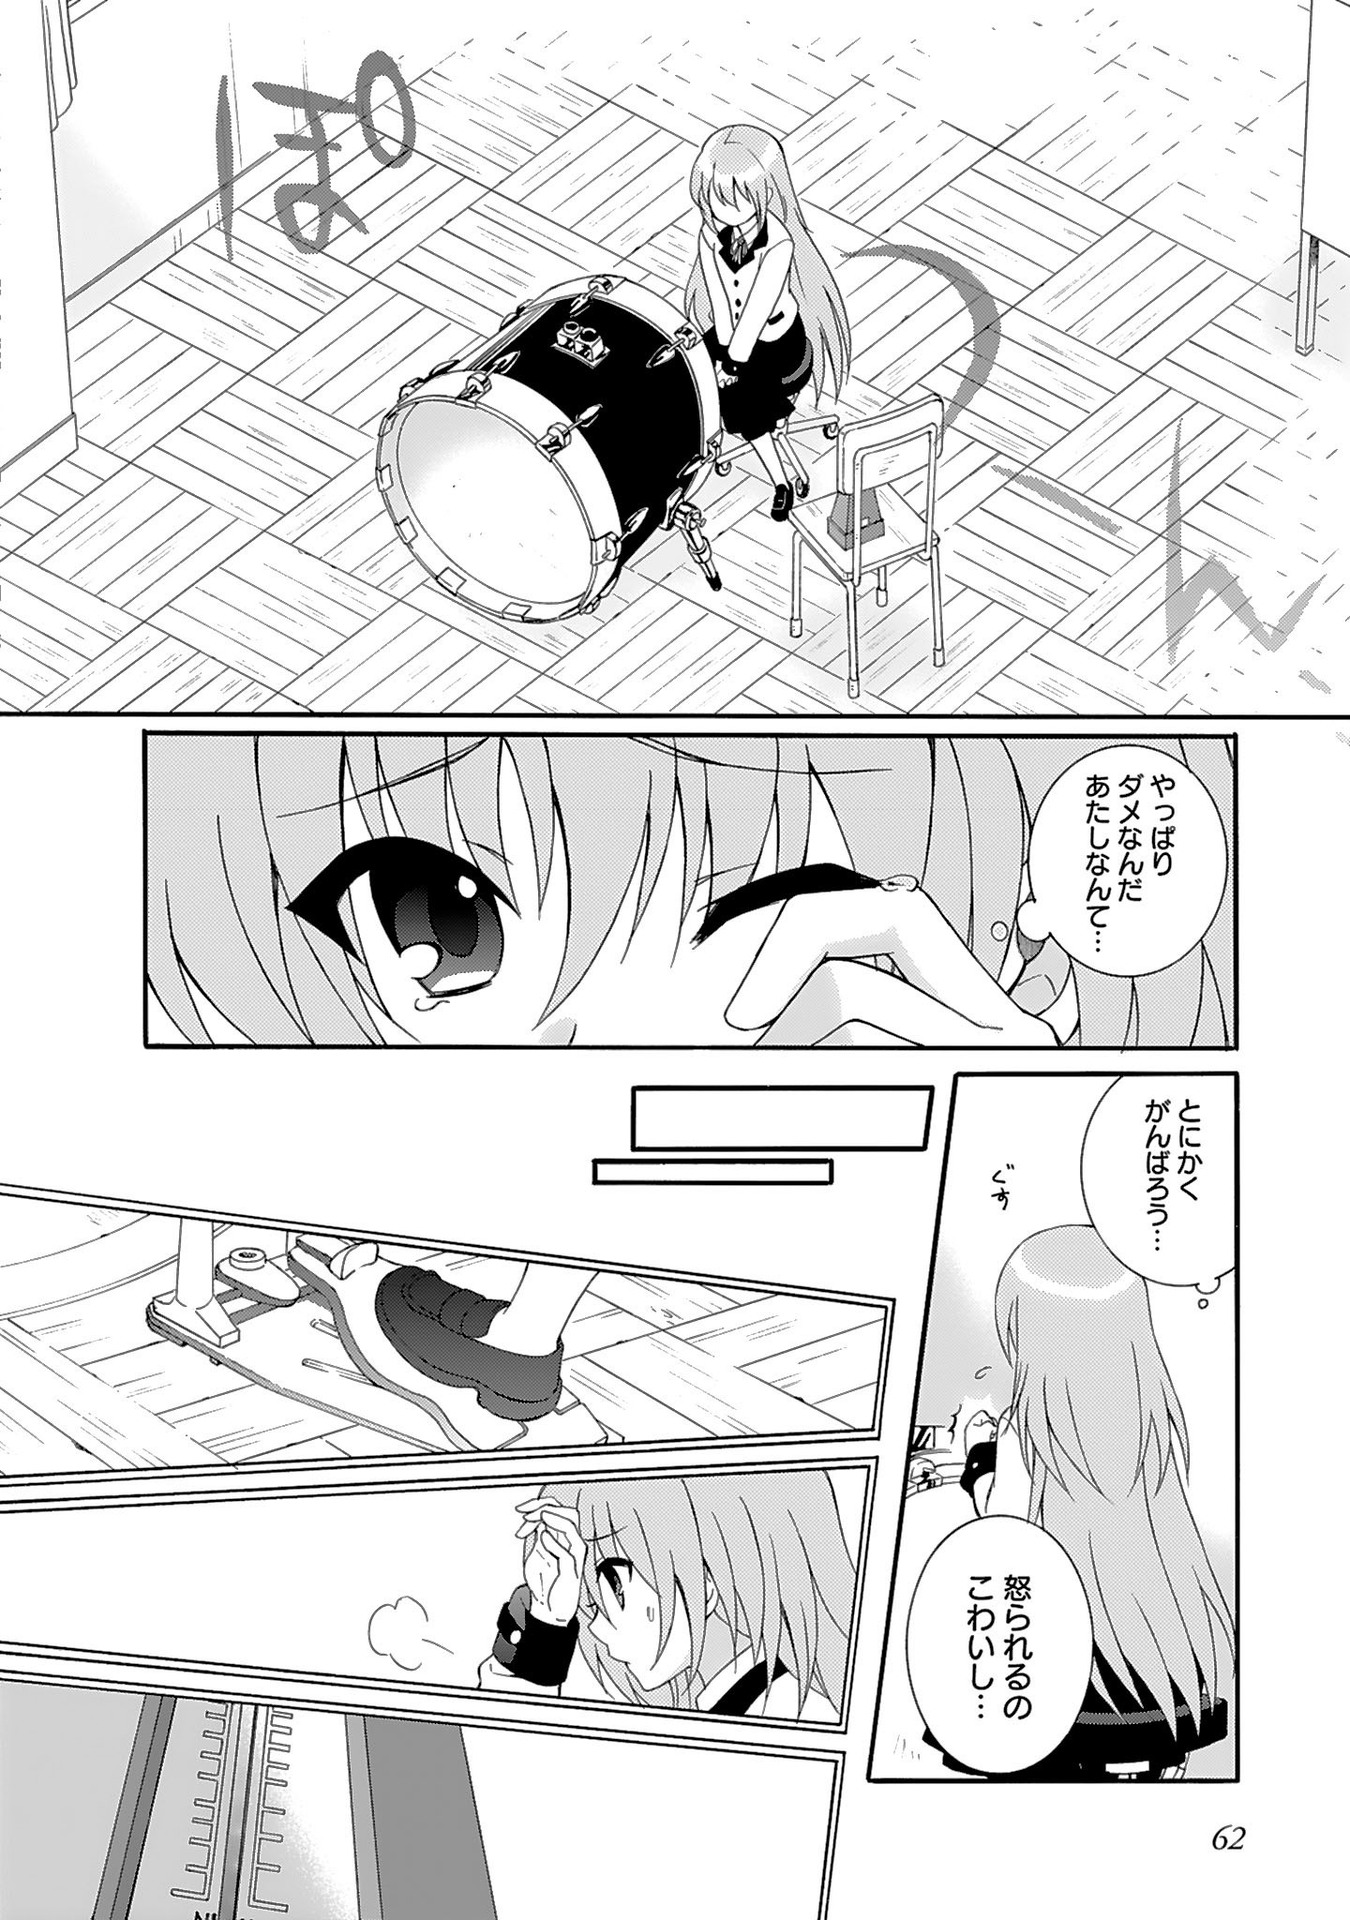 ぽつーん
やっぱり
ダメなんだ
あたしなんて…
とにかく
がんばろう…
ぐす
怒られるの
こわいし…
62